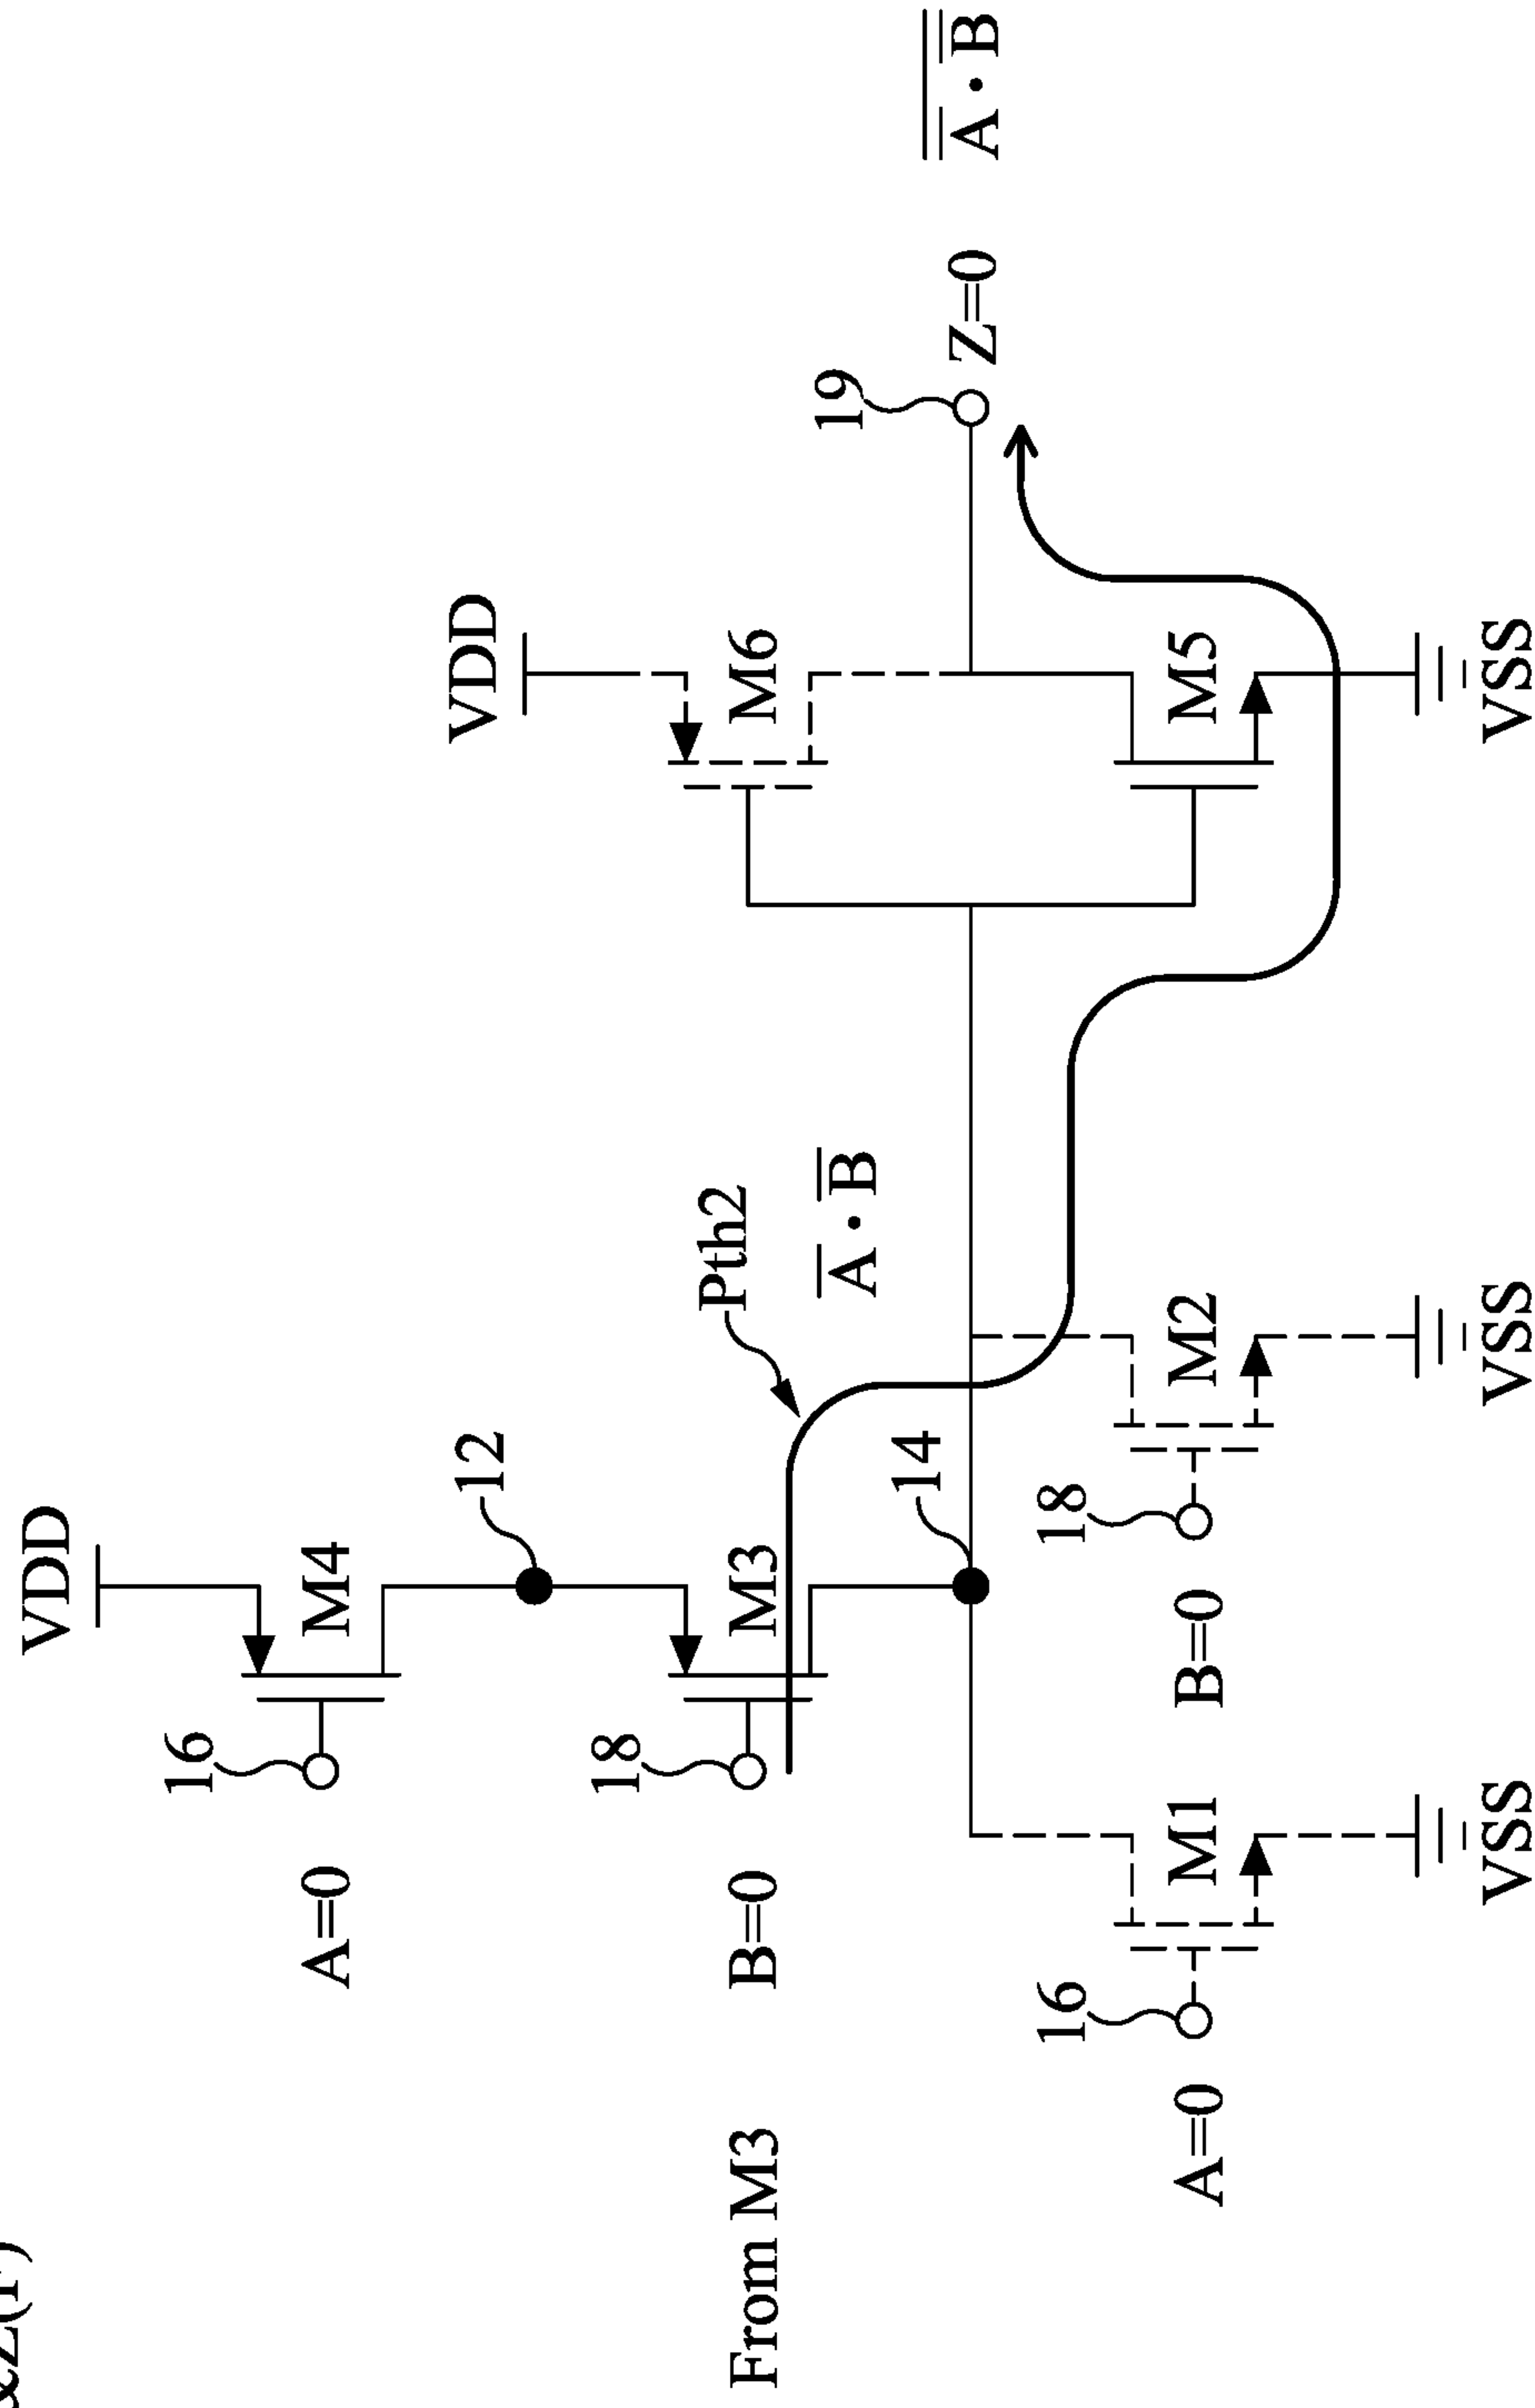 &Z(F)
VDD
16
M4
A=0
12
VDD
Pth2
18
M3
B=0
M6
From M3
A̅ · B̅
19
14
Z=0
A̅ · B̅
16
M1
A=0
18
M2
B=0
M5
VSS
VSS
VSS